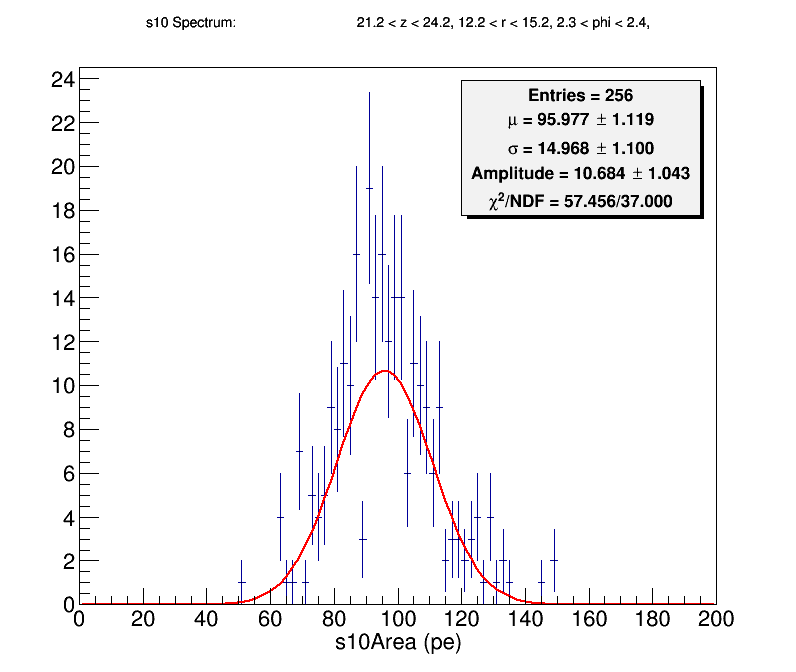 s10 Spectrum: 21.2 < z < 24.2, 12.2 < r < 15.2, 2.3 < phi < 2.4,
Entries = 256
μ = 95.977 ± 1.119
σ = 14.968 ± 1.100
Amplitude = 10.684 ± 1.043
χ²/NDF = 57.456/37.000
24
22
20
18
16
14
12
10
8
6
4
2
0
0 20 40 60 80 100 120 140 160 180 200
s10Area (pe)